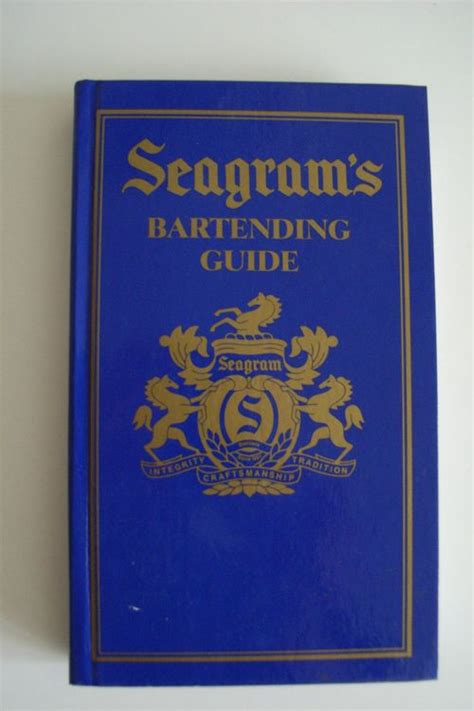 Seagram's
BARTENDING
GUIDE
Seagram
S
INTEGRITY
CRAFTSMANSHIP
TRADITION